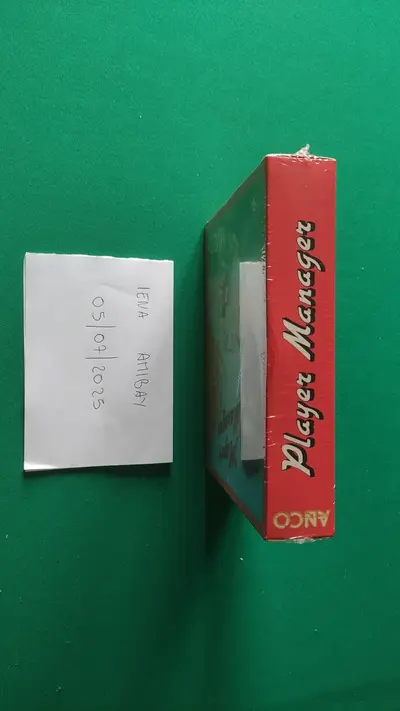 IENA AMIBAY
05/07/2025
Player Manager
ANCO